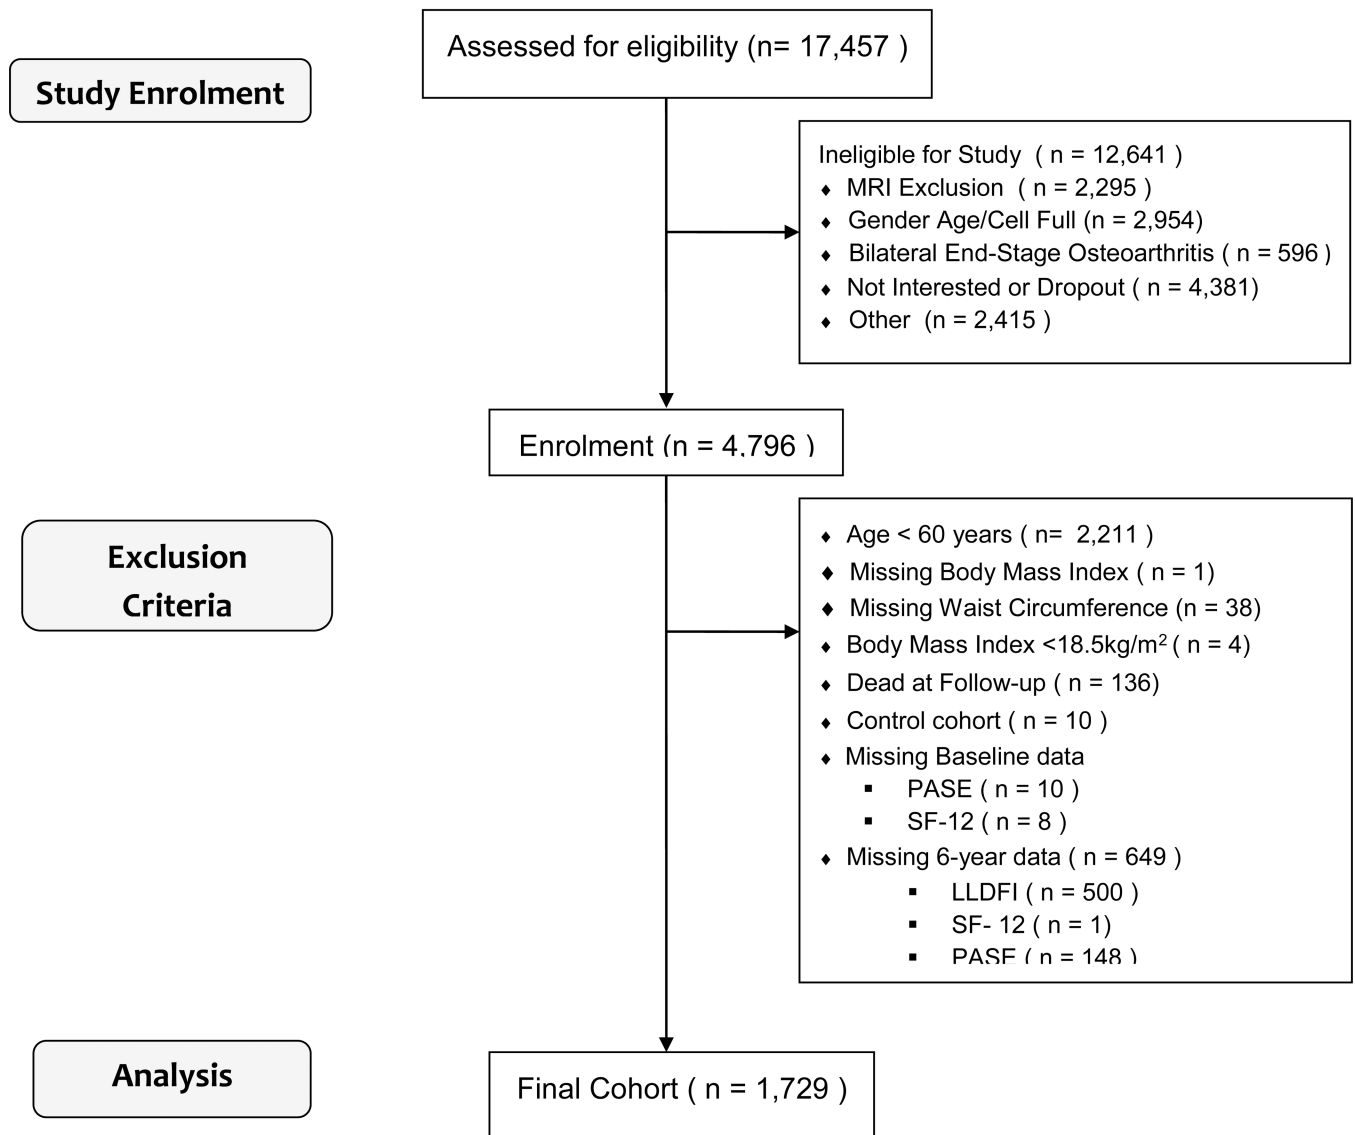 Assessed for eligibility (n= 17,457 )
Study Enrolment
Ineligible for Study ( n = 12,641 )
♦ MRI Exclusion ( n = 2,295 )
♦ Gender Age/Cell Full (n = 2,954)
♦ Bilateral End-Stage Osteoarthritis ( n = 596 )
♦ Not Interested or Dropout ( n = 4,381)
♦ Other (n = 2,415 )
Enrolment (n = 4,796 )
Exclusion
Criteria
♦ Age < 60 years ( n= 2,211 )
♦ Missing Body Mass Index ( n = 1)
♦ Missing Waist Circumference (n = 38)
♦ Body Mass Index <18.5kg/m² ( n = 4)
♦ Dead at Follow-up ( n = 136)
♦ Control cohort ( n = 10 )
♦ Missing Baseline data
▪ PASE ( n = 10 )
▪ SF-12 ( n = 8 )
♦ Missing 6-year data ( n = 649 )
▪ LLDFI ( n = 500 )
▪ SF- 12 ( n = 1)
▪ PASE ( n = 148 )
Analysis
Final Cohort ( n = 1,729 )